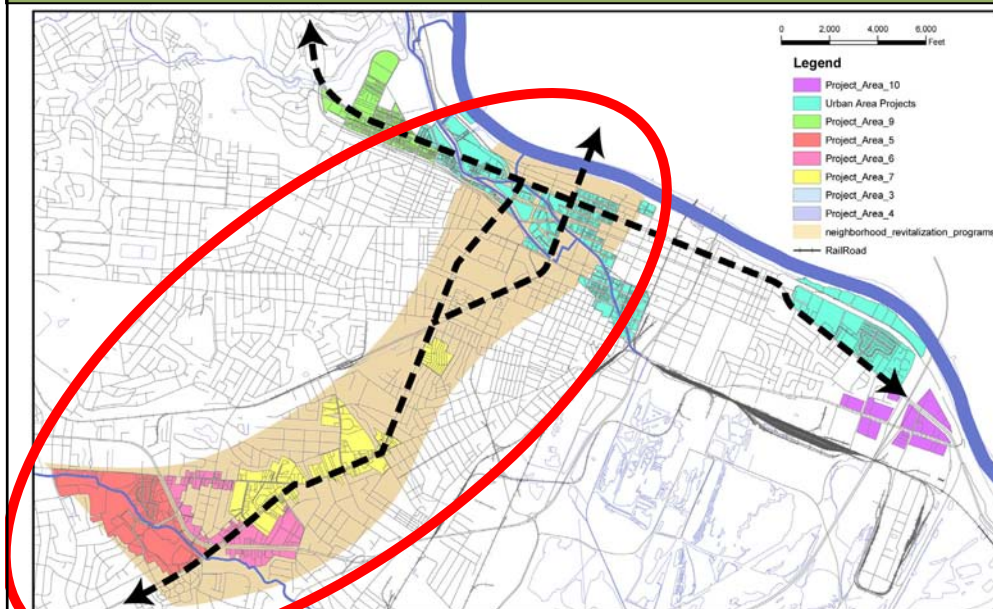 0 2,000 4,000 6,000
Feet
Legend
Project_Area_10
Urban Area Projects
Project_Area_9
Project_Area_5
Project_Area_6
Project_Area_7
Project_Area_3
Project_Area_4
neighborhood_revitalization_programs
RailRoad